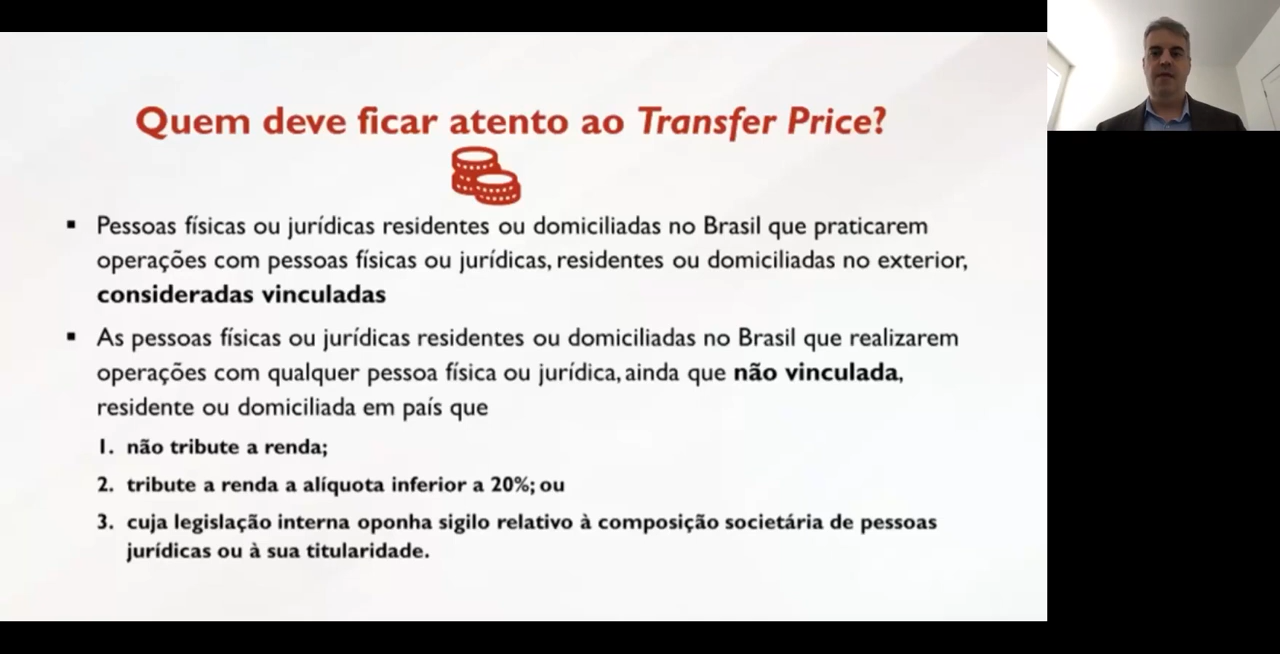 Quem deve ficar atento ao Transfer Price?
▪ Pessoas físicas ou jurídicas residentes ou domiciliadas no Brasil que praticarem
operações com pessoas físicas ou jurídicas, residentes ou domiciliadas no exterior,
consideradas vinculadas
▪ As pessoas físicas ou jurídicas residentes ou domiciliadas no Brasil que realizarem
operações com qualquer pessoa física ou jurídica, ainda que não vinculada,
residente ou domiciliada em país que
1. não tribute a renda;
2. tribute a renda a alíquota inferior a 20%; ou
3. cuja legislação interna oponha sigilo relativo à composição societária de pessoas
jurídicas ou à sua titularidade.